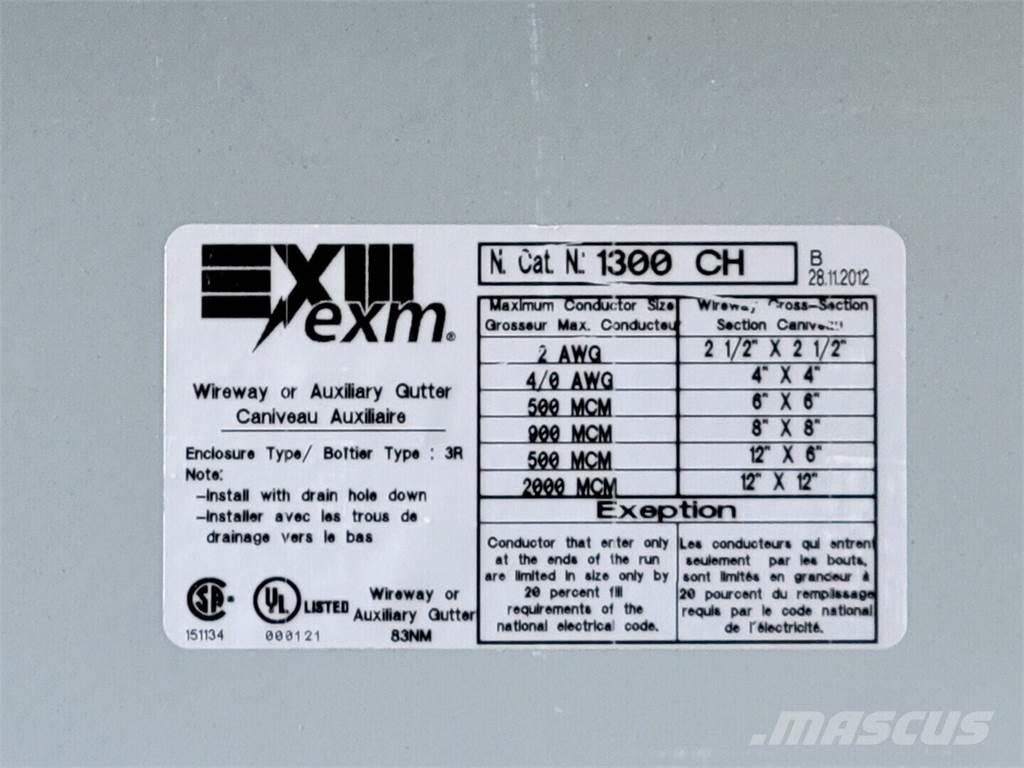 EXM
exm®
Wireway or Auxiliary Gutter
Caniveau Auxiliaire
Enclosure Type/ Boîtier Type : 3R
Note:
-Install with drain hole down
-Installer avec les trous de
drainage vers le bas
SA
151134
UL LISTED
000121
Wireway or
Auxiliary Gutter
83NM
N. Cat. N.: 1300 CH
B
28.11.2012
Maximum Conductor Size
Grosseur Max. Conducteur
Wireway Cross-Section
Section Caniveau
2 AWG 2 1/2" X 2 1/2"
4/0 AWG 4" X 4"
500 MCM 6" X 6"
900 MCM 8" X 8"
500 MCM 12" X 6"
2000 MCM 12" X 12"
Exeption
Conductor that enter only
at the ends of the run
are limited in size only by
20 percent fill
requirements of the
national electrical code.
Les conducteurs qui entrent
seulement par les bouts,
sont limités en grandeur à
20 pourcent du remplissage
requis par le code national
de l'électricité.
.MASCUS